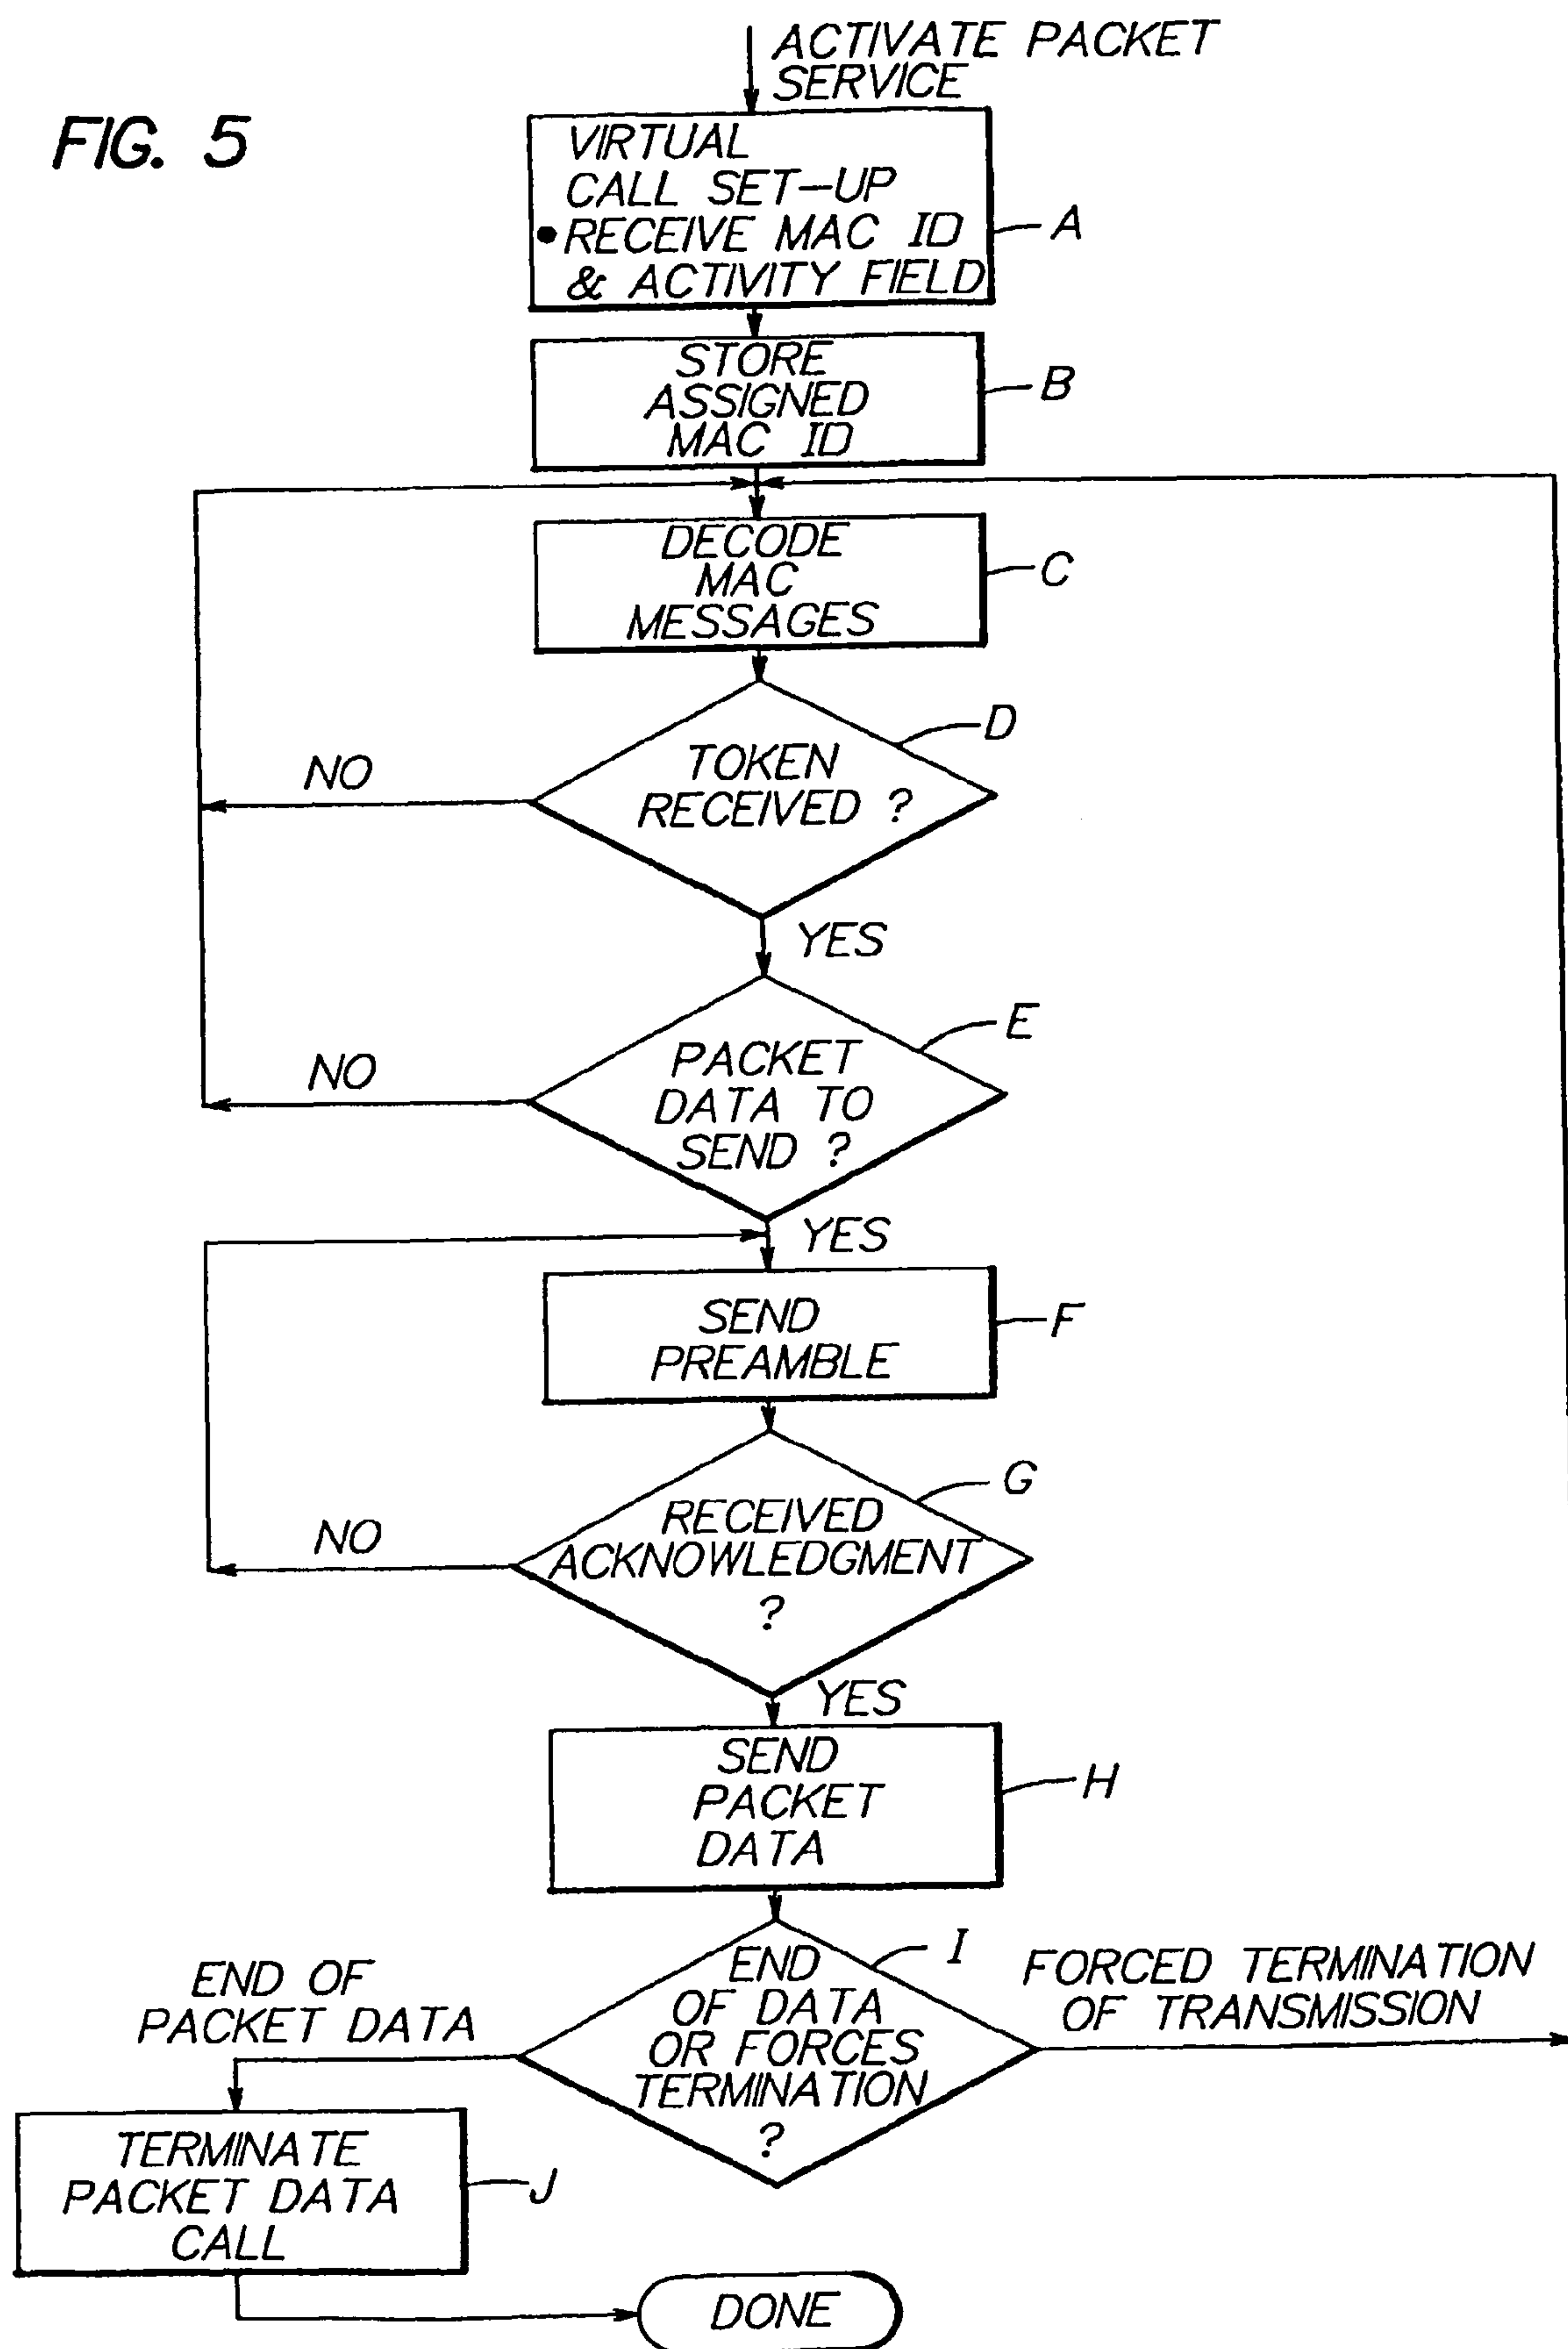 ACTIVATE PACKET
SERVICE
FIG. 5
VIRTUAL
CALL SET-UP
•RECEIVE MAC ID
& ACTIVITY FIELD
A
STORE
ASSIGNED
MAC ID
B
DECODE
MAC
MESSAGES
C
D
TOKEN
RECEIVED ?
NO
YES
E
PACKET
DATA TO
SEND ?
NO
YES
SEND
PREAMBLE
F
G
RECEIVED
ACKNOWLEDGMENT
?
NO
YES
SEND
PACKET
DATA
H
I
END
OF DATA
OR FORCES
TERMINATION
?
END OF
PACKET DATA
FORCED TERMINATION
OF TRANSMISSION
TERMINATE
PACKET DATA
CALL
J
DONE